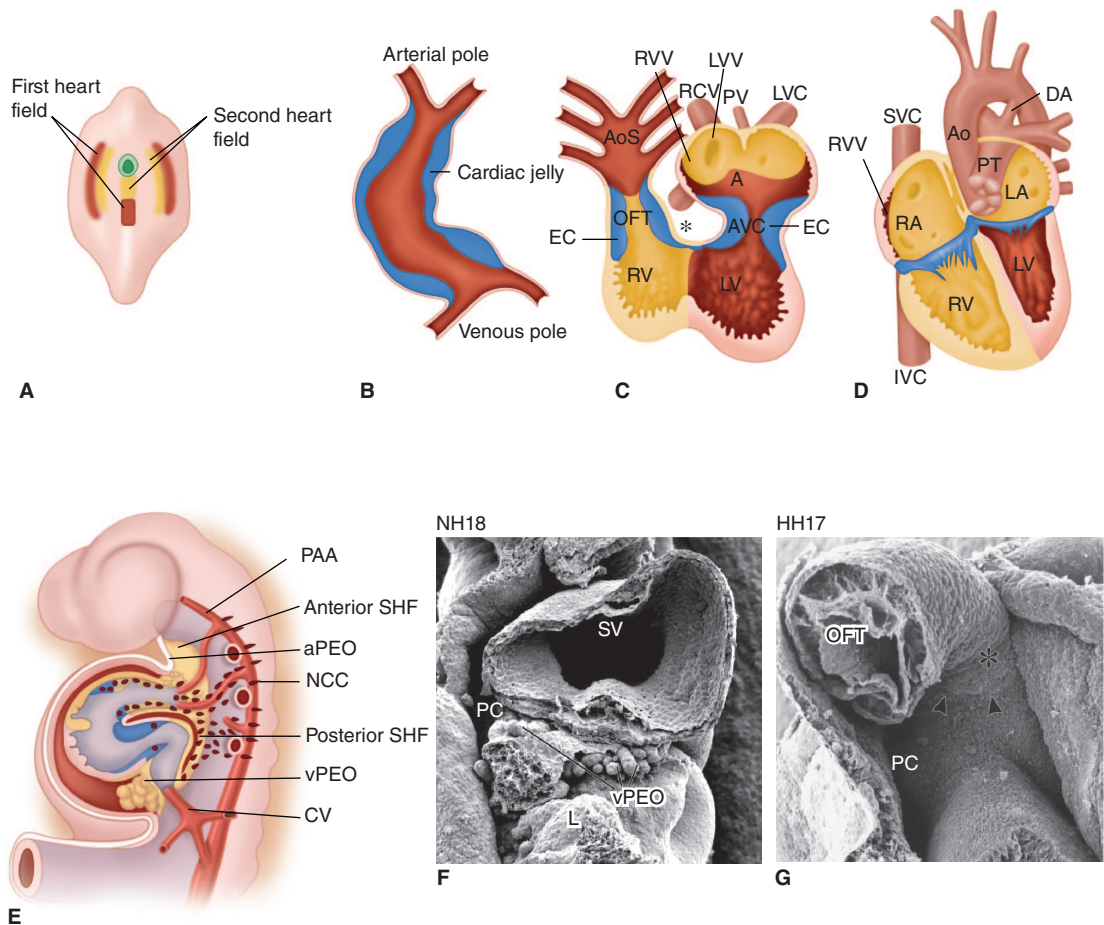 First heart
field
Second heart
field
A
Arterial pole
Cardiac jelly
Venous pole
B
RVV
LVV
RCV
PV
LVC
AoS
A
OFT
*
AVC
EC
EC
RV
LV
C
SVC
DA
Ao
RVV
PT
LA
RA
LV
RV
IVC
D
PAA
Anterior SHF
aPEO
NCC
Posterior SHF
vPEO
CV
E
NH18
SV
PC
vPEO
L
F
HH17
OFT
*
PC
G